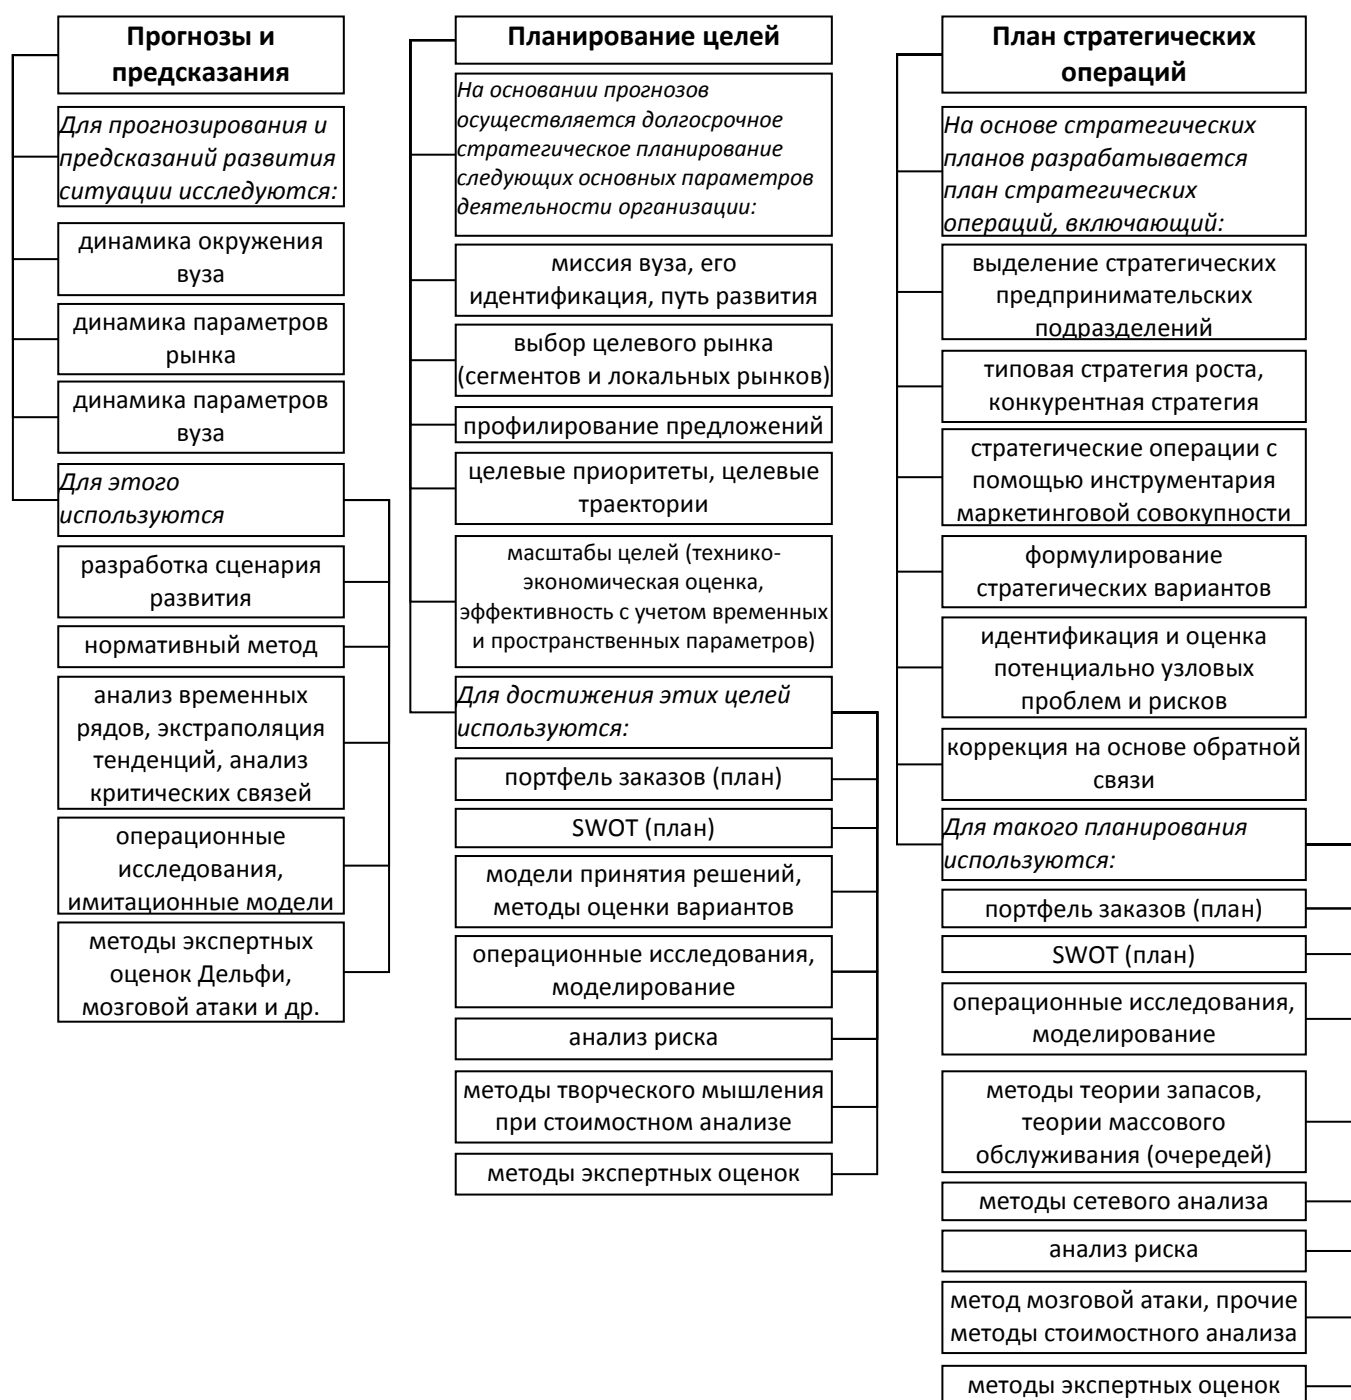 Прогнозы и
предсказания
Для прогнозирования и
предсказаний развития
ситуации исследуются:
динамика окружения
вуза
динамика параметров
рынка
динамика параметров
вуза
Для этого
используются
разработка сценария
развития
нормативный метод
анализ временных
рядов, экстраполяция
тенденций, анализ
критических связей
операционные
исследования,
имитационные модели
методы экспертных
оценок Дельфи,
мозговой атаки и др.
Планирование целей
На основании прогнозов
осуществляется долгосрочное
стратегическое планирование
следующих основных параметров
деятельности организации:
миссия вуза, его
идентификация, путь развития
выбор целевого рынка
(сегментов и локальных рынков)
профилирование предложений
целевые приоритеты, целевые
траектории
масштабы целей (технико-
экономическая оценка,
эффективность с учетом временных
и пространственных параметров)
Для достижения этих целей
используются:
портфель заказов (план)
SWOT (план)
модели принятия решений,
методы оценки вариантов
операционные исследования,
моделирование
анализ риска
методы творческого мышления
при стоимостном анализе
методы экспертных оценок
План стратегических
операций
На основе стратегических
планов разрабатывается
план стратегических
операций, включающий:
выделение стратегических
предпринимательских
подразделений
типовая стратегия роста,
конкурентная стратегия
стратегические операции с
помощью инструментария
маркетинговой совокупности
формулирование
стратегических вариантов
идентификация и оценка
потенциально узловых
проблем и рисков
коррекция на основе обратной
связи
Для такого планирования
используются:
портфель заказов (план)
SWOT (план)
операционные исследования,
моделирование
методы теории запасов,
теории массового
обслуживания (очередей)
методы сетевого анализа
анализ риска
метод мозговой атаки, прочие
методы стоимостного анализа
методы экспертных оценок